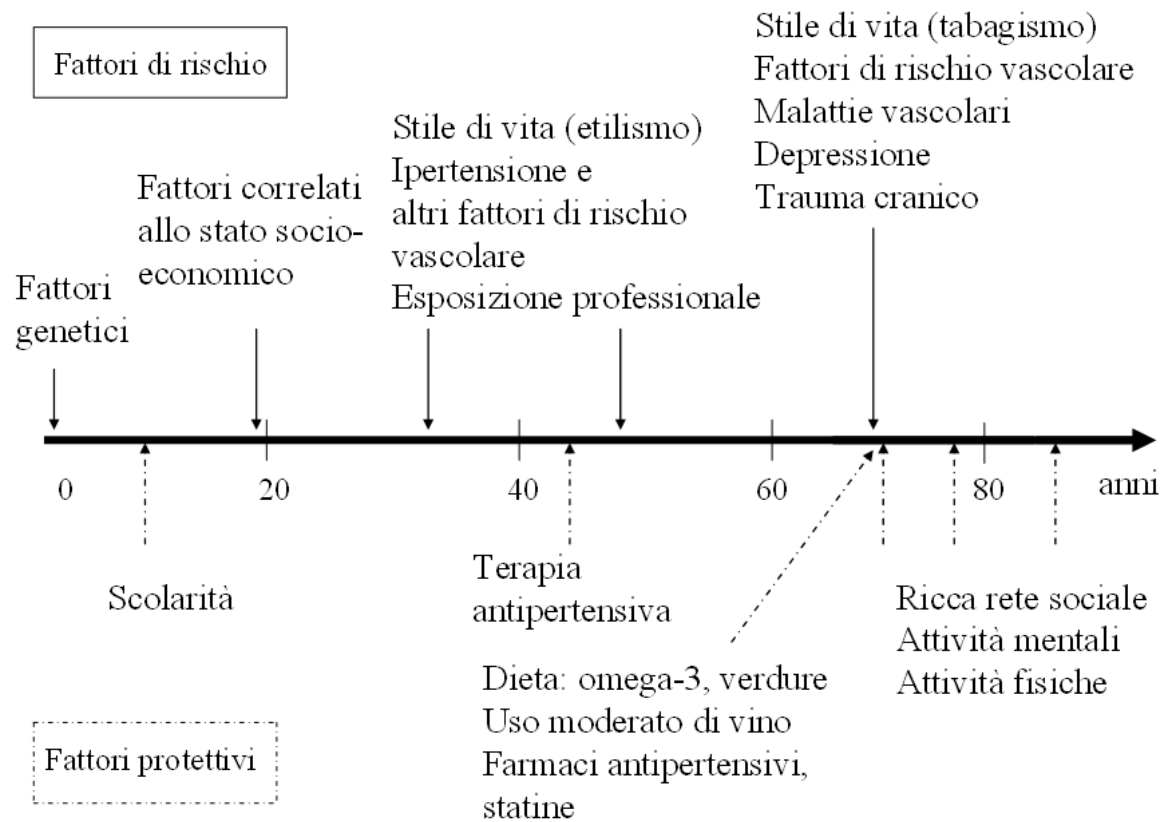 Fattori di rischio
Stile di vita (tabagismo)
Fattori di rischio vascolare
Malattie vascolari
Depressione
Trauma cranico
Stile di vita (etilismo)
Ipertensione e
altri fattori di rischio
vascolare
Esposizione professionale
Fattori correlati
allo stato socio-
economico
Fattori
genetici
0
20
40
60
80
anni
Scolarità
Terapia
antipertensiva
Dieta: omega-3, verdure
Uso moderato di vino
Farmaci antipertensivi,
statine
Ricca rete sociale
Attività mentali
Attività fisiche
Fattori protettivi